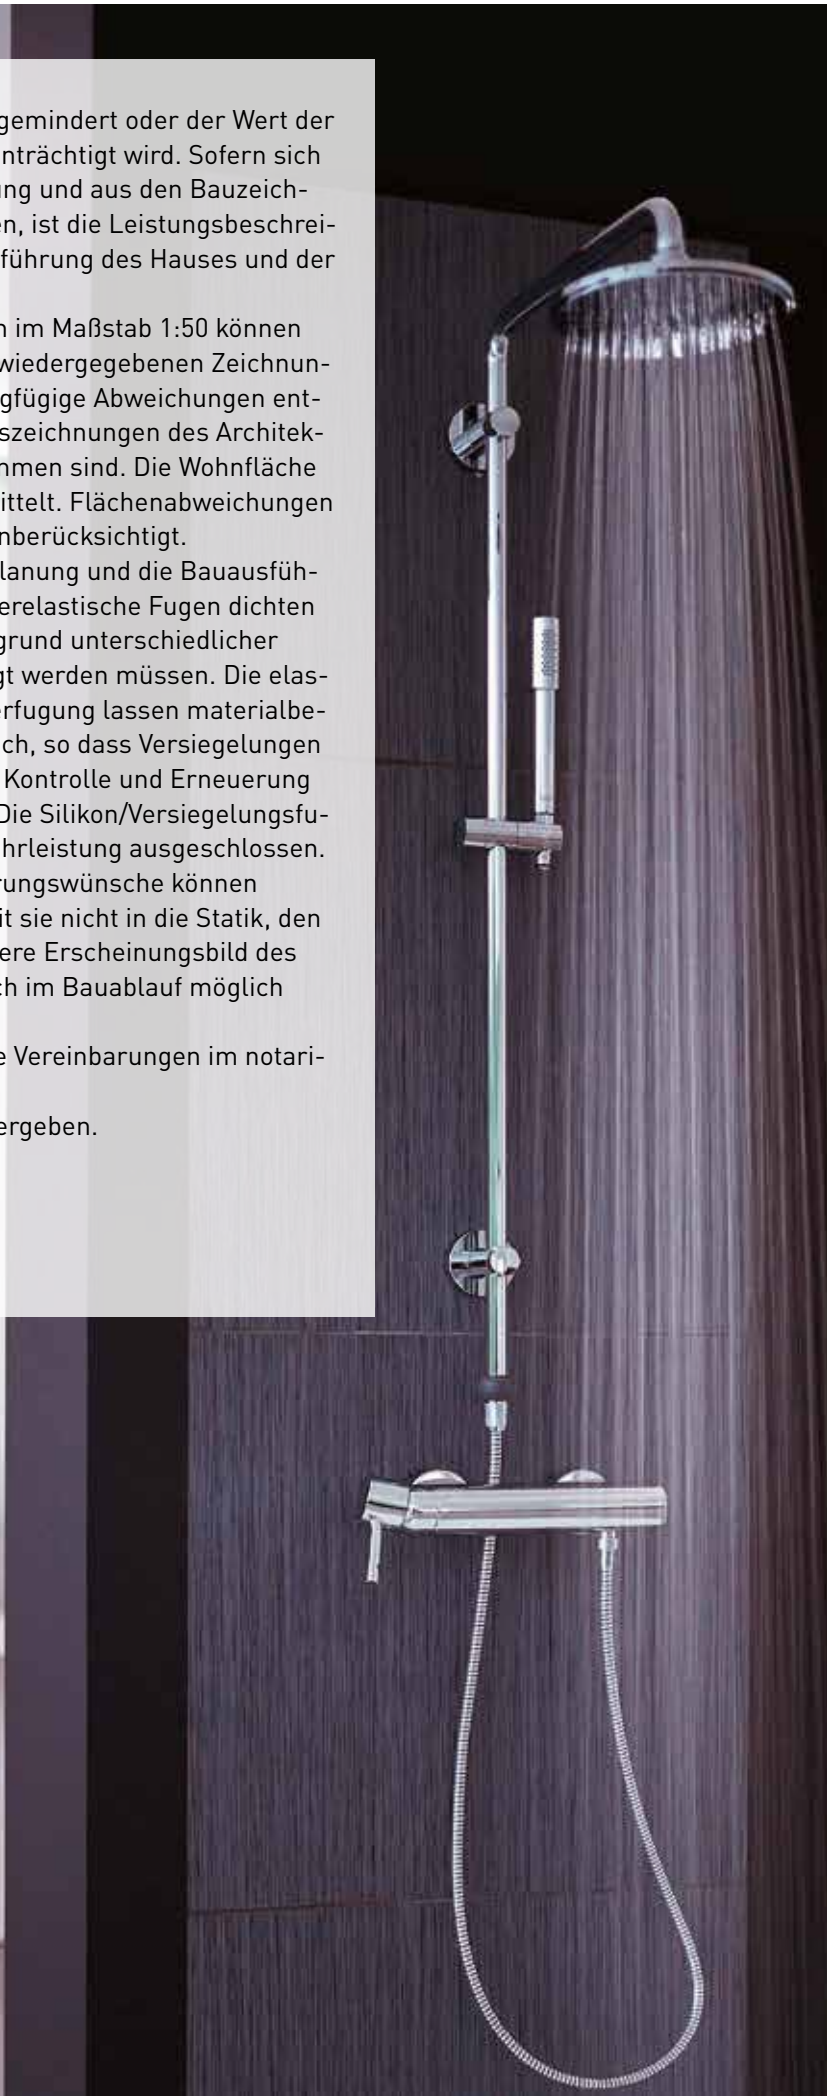 gemindert oder der Wert der
nträchtigt wird. Sofern sich
ung und aus den Bauzeich-
en, ist die Leistungsbeschrei-
führung des Hauses und der
n im Maßstab 1:50 können
wiedergegebenen Zeichnun-
gfügige Abweichungen ent-
szeichnungen des Architek-
mmen sind. Die Wohnfläche
ittelt. Flächenabweichungen
nberücksichtigt.
lanung und die Bauausfüh-
erelastische Fugen dichten
grund unterschiedlicher
gt werden müssen. Die elas-
erfugung lassen materialbe-
ch, so dass Versiegelungen
Kontrolle und Erneuerung
Die Silikon/Versiegelungsfu-
hrleistung ausgeschlossen.
rungswünsche können
it sie nicht in die Statik, den
ere Erscheinungsbild des
ch im Bauablauf möglich
e Vereinbarungen im notari-
ergeben.